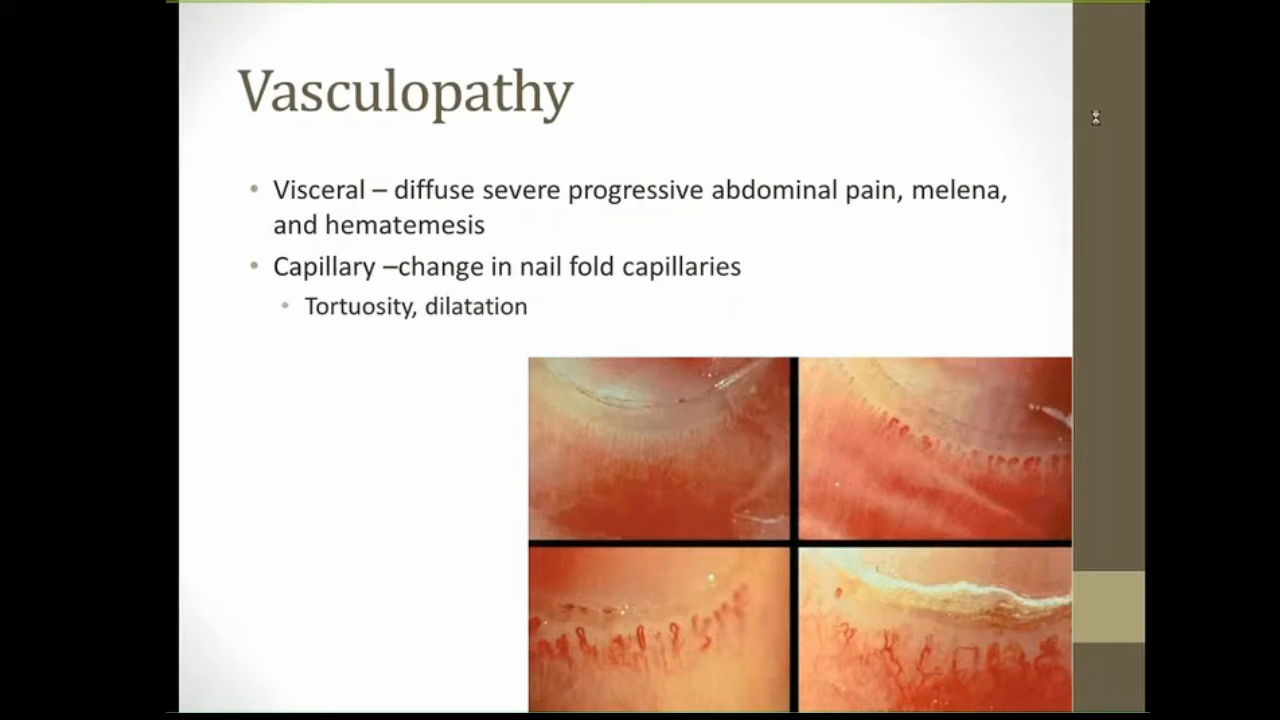 Vasculopathy
• Visceral – diffuse severe progressive abdominal pain, melena,
and hematemesis
• Capillary –change in nail fold capillaries
• Tortuosity, dilatation